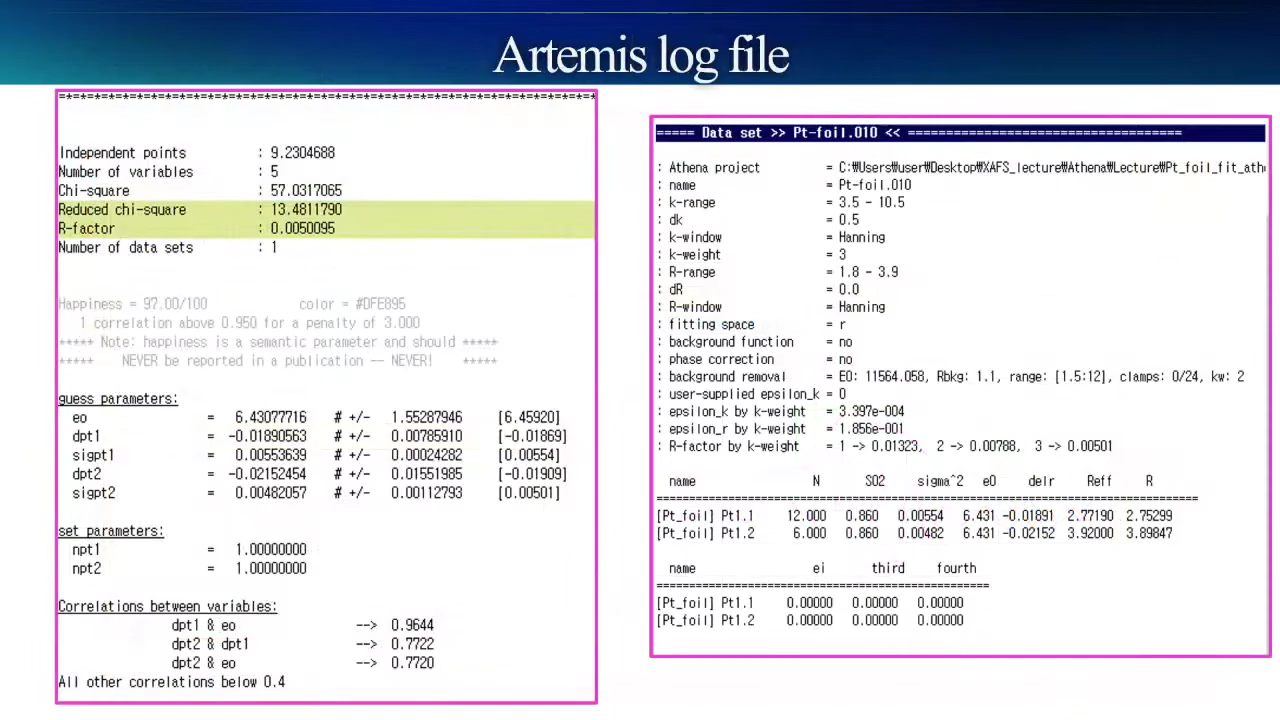 Artemis log file
=*=*=*=*=*=*=*=*=*=*=*=*=*=*=*=*=*=*=*=*=*=*=*=*=*=*=*=*=*=*=*=*=*=*=*=*=*
Independent points : 9.2304688
Number of variables : 5
Chi-square : 57.0317065
Reduced chi-square : 13.4811790
R-factor : 0.0050095
Number of data sets : 1
Happiness = 97.00/100 color = #DFE895
1 correlation above 0.950 for a penalty of 3.000
***** Note: happiness is a semantic parameter and should *****
***** NEVER be reported in a publication -- NEVER! *****
guess parameters:
eo = 6.43077716 # +/- 1.55287946 [6.45920]
dpt1 = -0.01890563 # +/- 0.00785910 [-0.01869]
sigpt1 = 0.00553639 # +/- 0.00024282 [0.00554]
dpt2 = -0.02152454 # +/- 0.01551985 [-0.01909]
sigpt2 = 0.00482057 # +/- 0.00112793 [0.00501]
set parameters:
npt1 = 1.00000000
npt2 = 1.00000000
Correlations between variables:
dpt1 & eo --> 0.9644
dpt2 & dpt1 --> 0.7722
dpt2 & eo --> 0.7720
All other correlations below 0.4
===== Data set >> Pt-foil.010 << =====================================
: Athena project = C:₩Users₩user₩Desktop₩XAFS_lecture₩Athena₩Lecture₩Pt_foil_fit_athe
: name = Pt-foil.010
: k-range = 3.5 - 10.5
: dk = 0.5
: k-window = Hanning
: k-weight = 3
: R-range = 1.8 - 3.9
: dR = 0.0
: R-window = Hanning
: fitting space = r
: background function = no
: phase correction = no
: background removal = E0: 11564.058, Rbkg: 1.1, range: [1.5:12], clamps: 0/24, kw: 2
: user-supplied epsilon_k = 0
: epsilon_k by k-weight = 3.397e-004
: epsilon_r by k-weight = 1.856e-001
: R-factor by k-weight = 1 -> 0.01323, 2 -> 0.00788, 3 -> 0.00501
name N S02 sigma^2 e0 delr Reff R
==================================================================================
[Pt_foil] Pt1.1 12.000 0.860 0.00554 6.431 -0.01891 2.77190 2.75299
[Pt_foil] Pt1.2 6.000 0.860 0.00482 6.431 -0.02152 3.92000 3.89847
name ei third fourth
==================================================
[Pt_foil] Pt1.1 0.00000 0.00000 0.00000
[Pt_foil] Pt1.2 0.00000 0.00000 0.00000